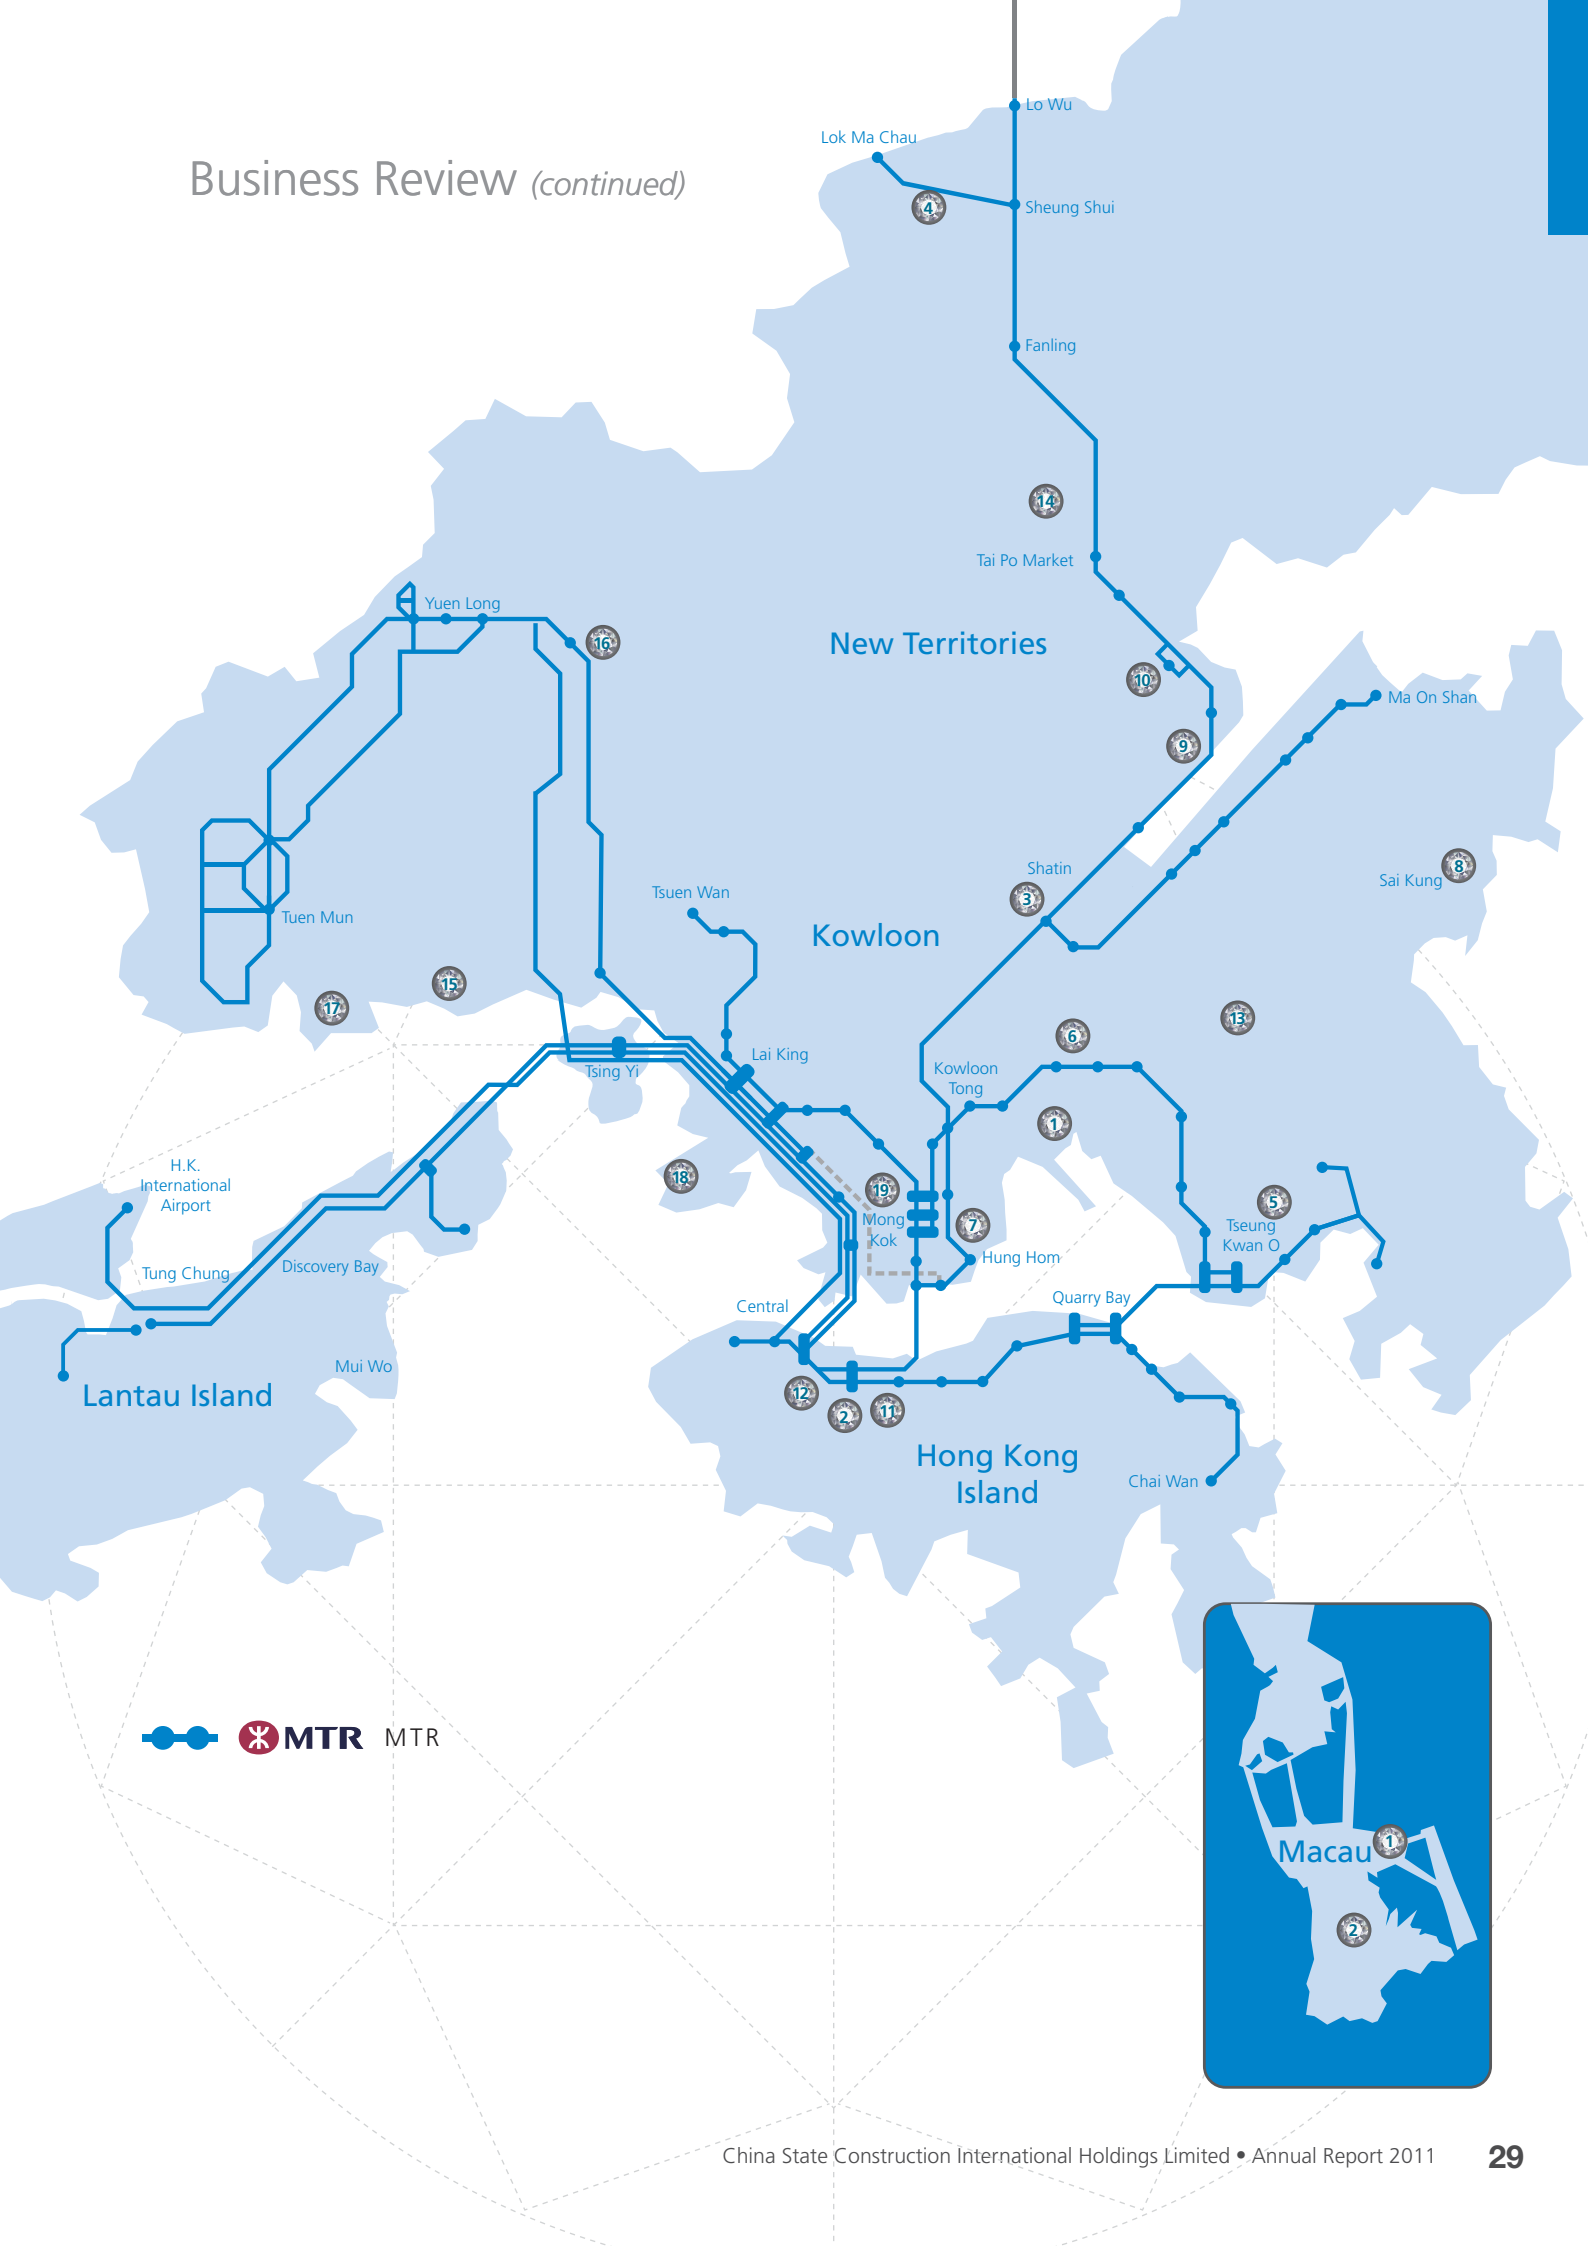 Business Review (continued)
Lo Wu
Lok Ma Chau
4
Sheung Shui
Fanling
14
Tai Po Market
Yuen Long
16
New Territories
10
Ma On Shan
9
Shatin
8
Sai Kung
3
Tsuen Wan
Tuen Mun
Kowloon
15
17
13
6
Lai King
Tsing Yi
Kowloon
Tong
1
H.K.
International
Airport
18
19
5
Mong
Kok
7
Tseung
Kwan O
Hung Hom
Tung Chung
Discovery Bay
Central
Quarry Bay
Mui Wo
Lantau Island
12
2
11
Hong Kong
Island
Chai Wan
MTR MTR
Macau
1
2
China State Construction International Holdings Limited • Annual Report 2011 29